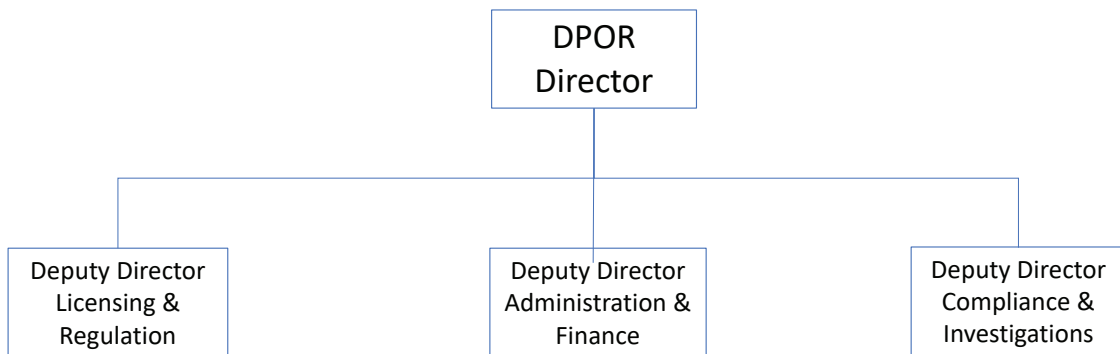 DPOR
Director
Deputy Director
Licensing &
Regulation
Deputy Director
Administration &
Finance
Deputy Director
Compliance &
Investigations